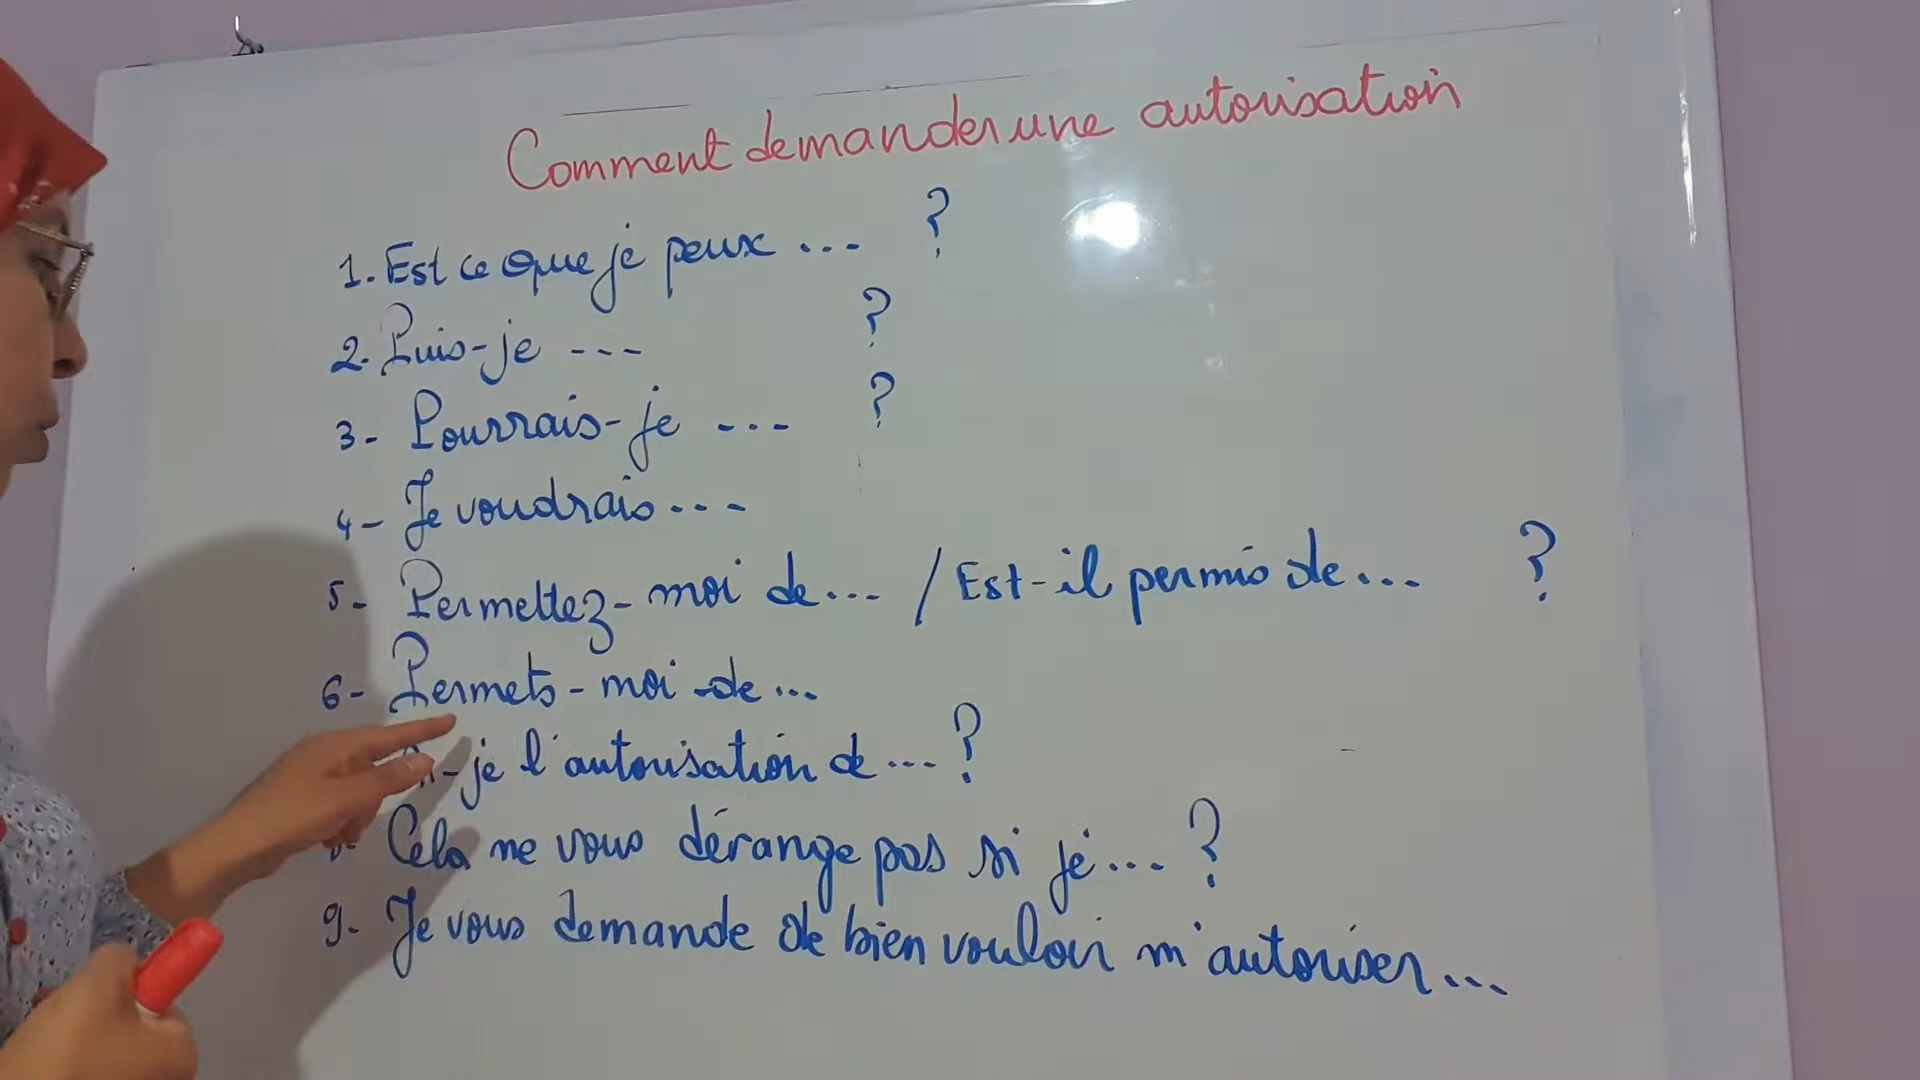 Comment demander une autorisation
1. Est ce que je peux ... ?
2. Puis-je --- ?
3- Pourrais-je --- ?
4- Je voudrais ...
5- Permettez-moi de... / Est-il permis de... ?
6- Permets-moi de ...
-je l'autorisation de ... ?
Cela ne vous dérange pas si je... ?
9- Je vous demande de bien vouloir m'autoriser...